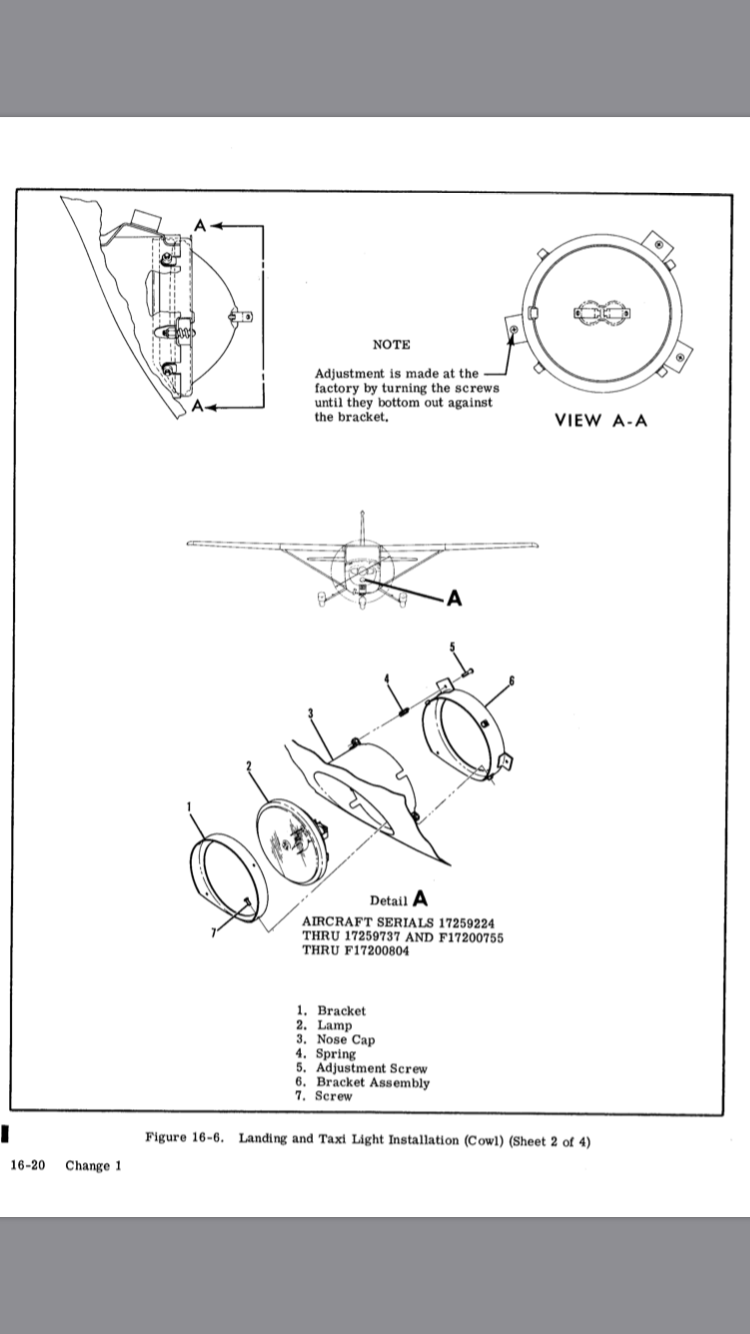 A
A
NOTE
Adjustment is made at the
factory by turning the screws
until they bottom out against
the bracket.
VIEW A-A
A
5
4
6
3
2
1
7
Detail A
AIRCRAFT SERIALS 17259224
THRU 17259737 AND F17200755
THRU F17200804
1. Bracket
2. Lamp
3. Nose Cap
4. Spring
5. Adjustment Screw
6. Bracket Assembly
7. Screw
Figure 16-6. Landing and Taxi Light Installation (Cowl) (Sheet 2 of 4)
16-20 Change 1